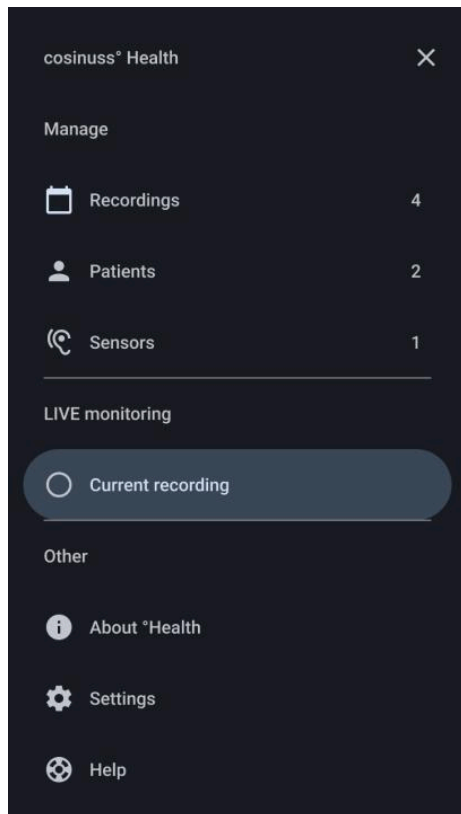 cosinuss° Health
Manage
Recordings 4
Patients 2
Sensors 1
LIVE monitoring
Current recording
Other
About °Health
Settings
Help